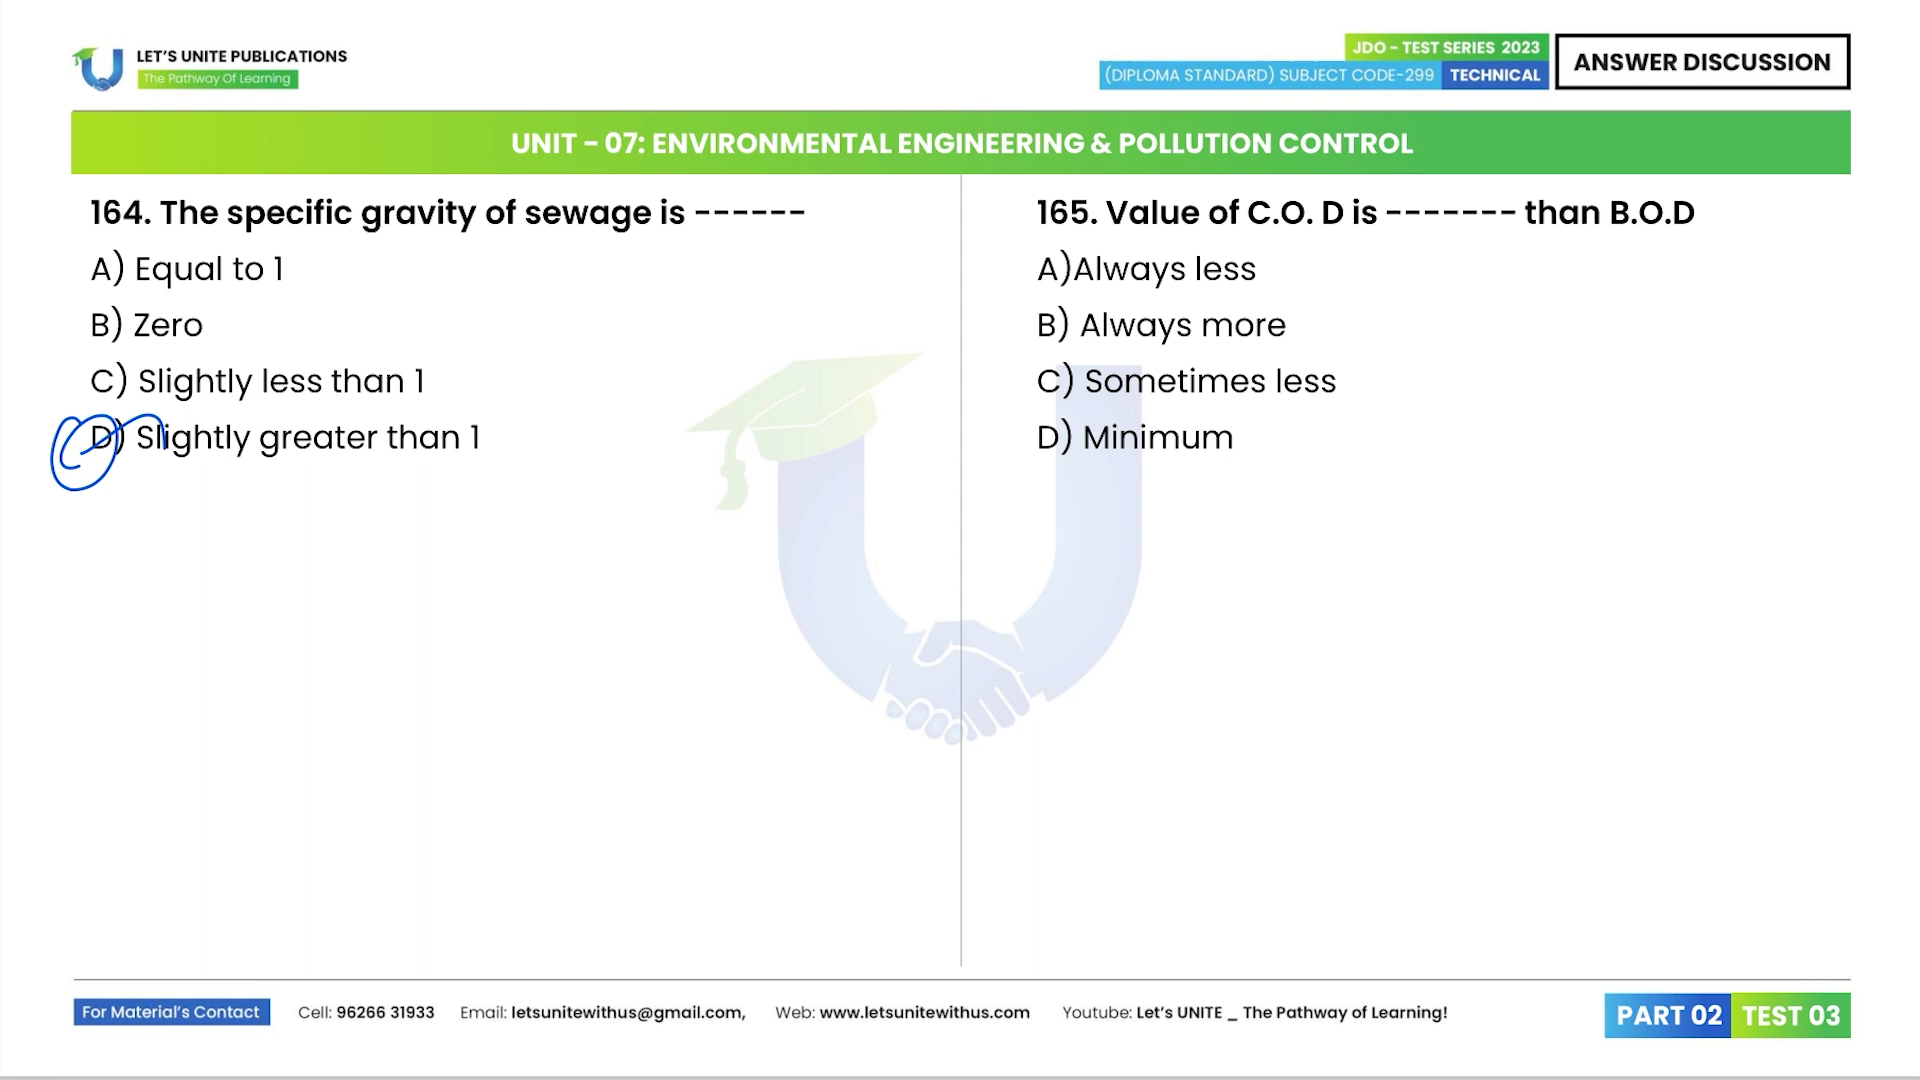 LET'S UNITE PUBLICATIONS
The Pathway Of Learning
JDO - TEST SERIES 2023
(DIPLOMA STANDARD) SUBJECT CODE-299 TECHNICAL
ANSWER DISCUSSION
UNIT - 07: ENVIRONMENTAL ENGINEERING & POLLUTION CONTROL
164. The specific gravity of sewage is ------
A) Equal to 1
B) Zero
C) Slightly less than 1
D) Slightly greater than 1
165. Value of C.O. D is ------- than B.O.D
A)Always less
B) Always more
C) Sometimes less
D) Minimum
For Material's Contact Cell: 96266 31933 Email: letsunitewithus@gmail.com, Web: www.letsunitewithus.com Youtube: Let's UNITE _ The Pathway of Learning! PART 02 TEST 03